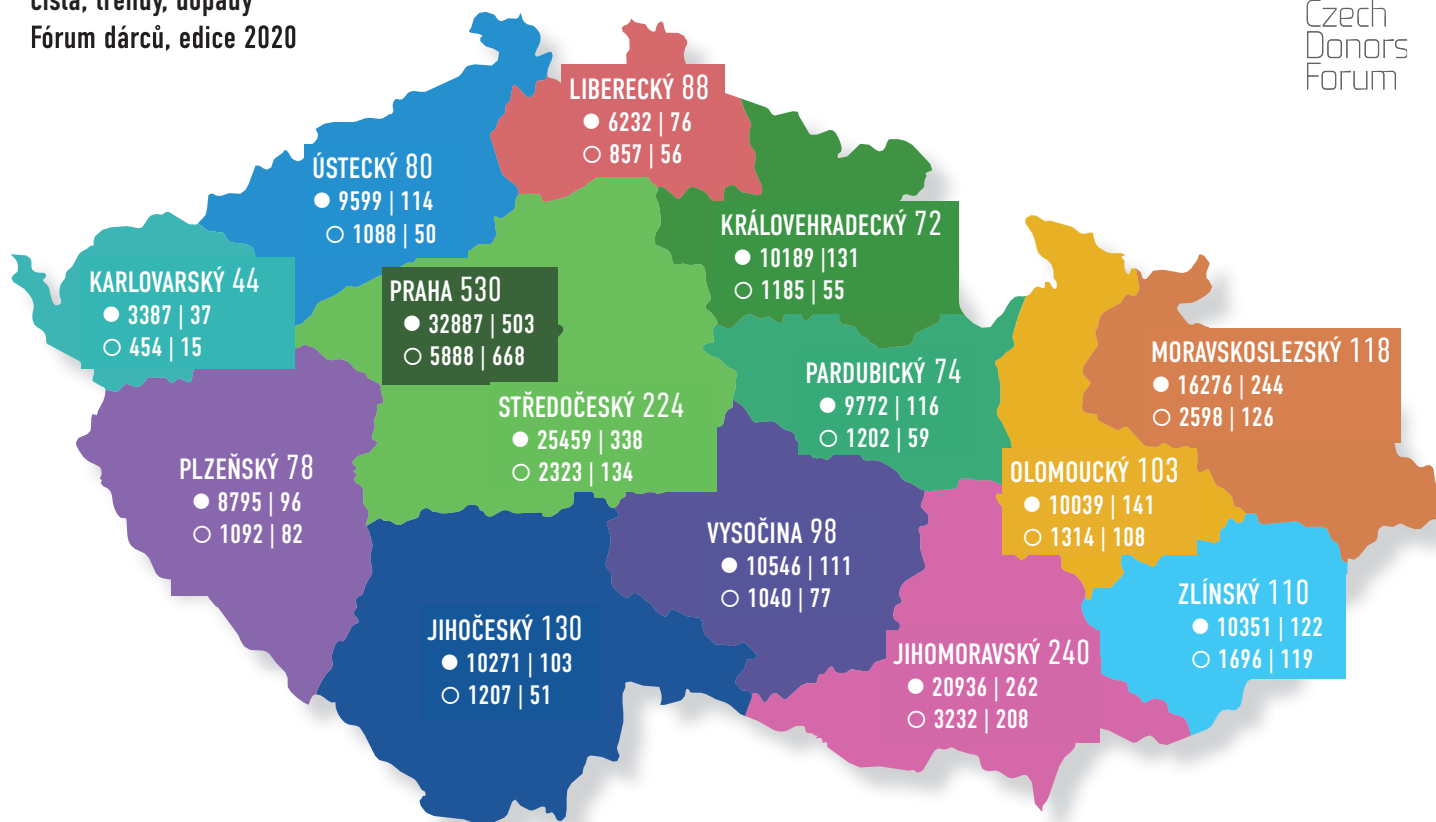 čísla, trendy, dopady
Fórum dárců, edice 2020
Czech
Donors
Forum
LIBERECKÝ 88
6232 | 76
857 | 56
ÚSTECKÝ 80
9599 | 114
1088 | 50
KRÁLOVEHRADECKÝ 72
10189 |131
1185 | 55
KARLOVARSKÝ 44
3387 | 37
454 | 15
PRAHA 530
32887 | 503
5888 | 668
MORAVSKOSLEZSKÝ 118
16276 | 244
2598 | 126
PARDUBICKÝ 74
9772 | 116
1202 | 59
STŘEDOČESKÝ 224
25459 | 338
2323 | 134
PLZEŇSKÝ 78
8795 | 96
1092 | 82
OLOMOUCKÝ 103
10039 | 141
1314 | 108
VYSOČINA 98
10546 | 111
1040 | 77
ZLÍNSKÝ 110
10351 | 122
1696 | 119
JIHOČESKÝ 130
10271 | 103
1207 | 51
JIHOMORAVSKÝ 240
20936 | 262
3232 | 208